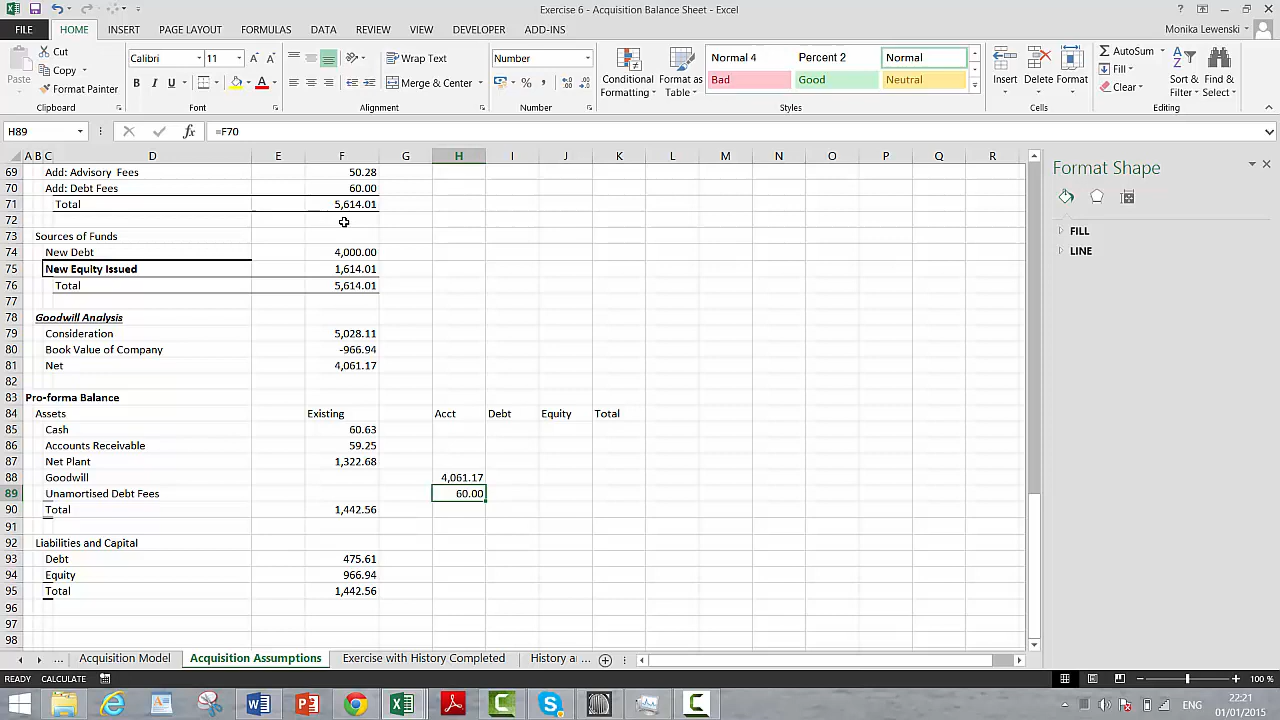 Exercise 6 - Acquisition Balance Sheet - Excel
FILE HOME INSERT PAGE LAYOUT FORMULAS DATA REVIEW VIEW DEVELOPER ADD-INS Monika Lewenski
Paste Cut Copy Format Painter
Calibri 11 Wrap Text Merge & Center Number
Conditional Formatting Format as Table Normal 4 Percent 2 Normal Bad Good Neutral
Insert Delete Format AutoSum Fill Clear Sort & Filter Find & Select
Clipboard Font Alignment Number Styles Cells Editing
H89 =F70
A B C D E F G H I J K L M N O P Q R
69 Add: Advisory Fees 50.28
70 Add: Debt Fees 60.00
71 Total 5,614.01
72
73 Sources of Funds
74 New Debt 4,000.00
75 New Equity Issued 1,614.01
76 Total 5,614.01
77
78 Goodwill Analysis
79 Consideration 5,028.11
80 Book Value of Company -966.94
81 Net 4,061.17
82
83 Pro-forma Balance
84 Assets Existing Acct Debt Equity Total
85 Cash 60.63
86 Accounts Receivable 59.25
87 Net Plant 1,322.68
88 Goodwill 4,061.17
89 Unamortised Debt Fees 60.00
90 Total 1,442.56
91
92 Liabilities and Capital
93 Debt 475.61
94 Equity 966.94
95 Total 1,442.56
96
97
98
Format Shape
FILL
LINE
... Acquisition Model Acquisition Assumptions Exercise with History Completed History a ...
READY CALCULATE 100 %
ENG 22:21
01/01/2015